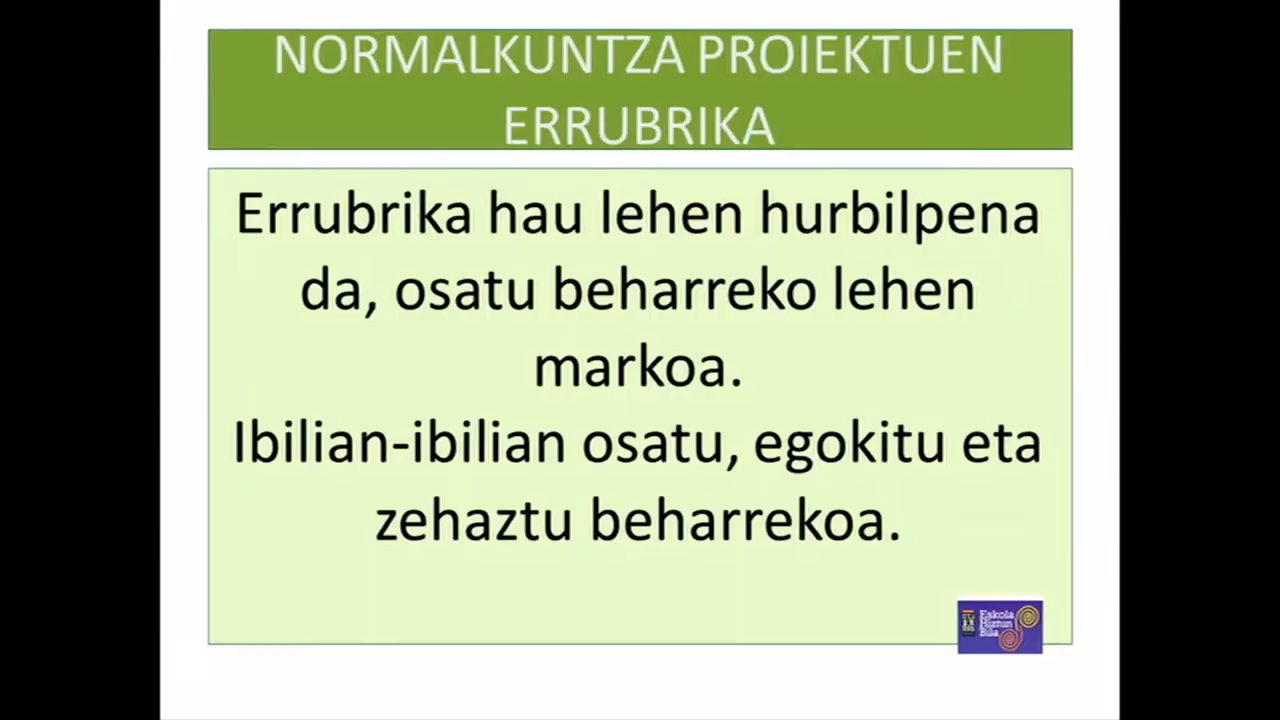 NORMALKUNTZA PROIEKTUEN
ERRUBRIKA
Errubrika hau lehen hurbilpena
da, osatu beharreko lehen
markoa.
Ibilian-ibilian osatu, egokitu eta
zehaztu beharrekoa.
Eskola
Hiztun
Bila